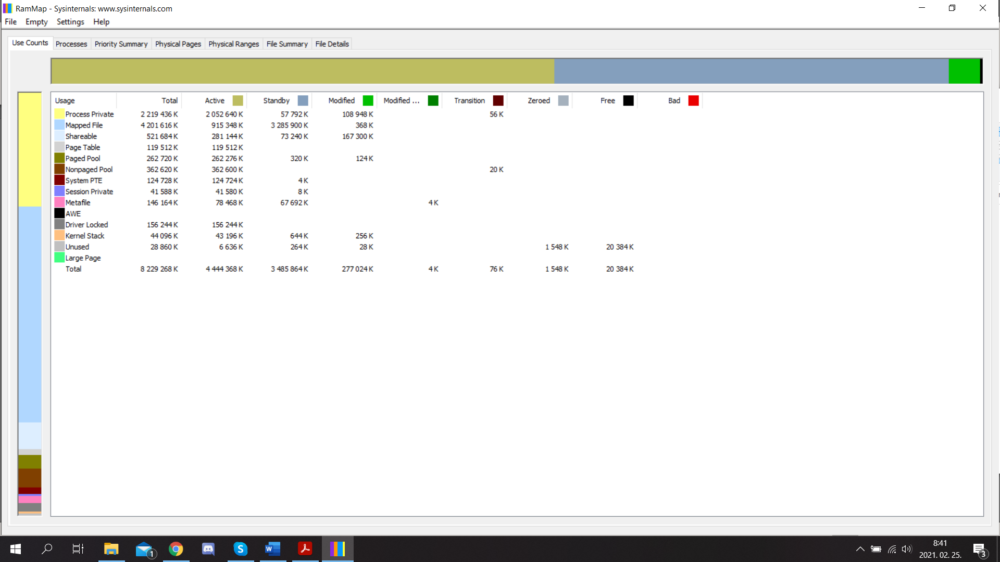 RamMap - Sysinternals: www.sysinternals.com
File Empty Settings Help
Use Counts Processes Priority Summary Physical Pages Physical Ranges File Summary File Details
Usage Total Active Standby Modified Modified ... Transition Zeroed Free Bad
Process Private 2 219 436 K 2 052 640 K 57 792 K 108 948 K 56 K
Mapped File 4 201 616 K 915 348 K 3 285 900 K 368 K
Shareable 521 684 K 281 144 K 73 240 K 167 300 K
Page Table 119 512 K 119 512 K
Paged Pool 262 720 K 262 276 K 320 K 124 K
Nonpaged Pool 362 620 K 362 600 K 20 K
System PTE 124 728 K 124 724 K 4 K
Session Private 41 588 K 41 580 K 8 K
Metafile 146 164 K 78 468 K 67 692 K 4 K
AWE
Driver Locked 156 244 K 156 244 K
Kernel Stack 44 096 K 43 196 K 644 K 256 K
Unused 28 860 K 6 636 K 264 K 28 K 1 548 K 20 384 K
Large Page
Total 8 229 268 K 4 444 368 K 3 485 864 K 277 024 K 4 K 76 K 1 548 K 20 384 K
1
8:41
2021. 02. 25.
3